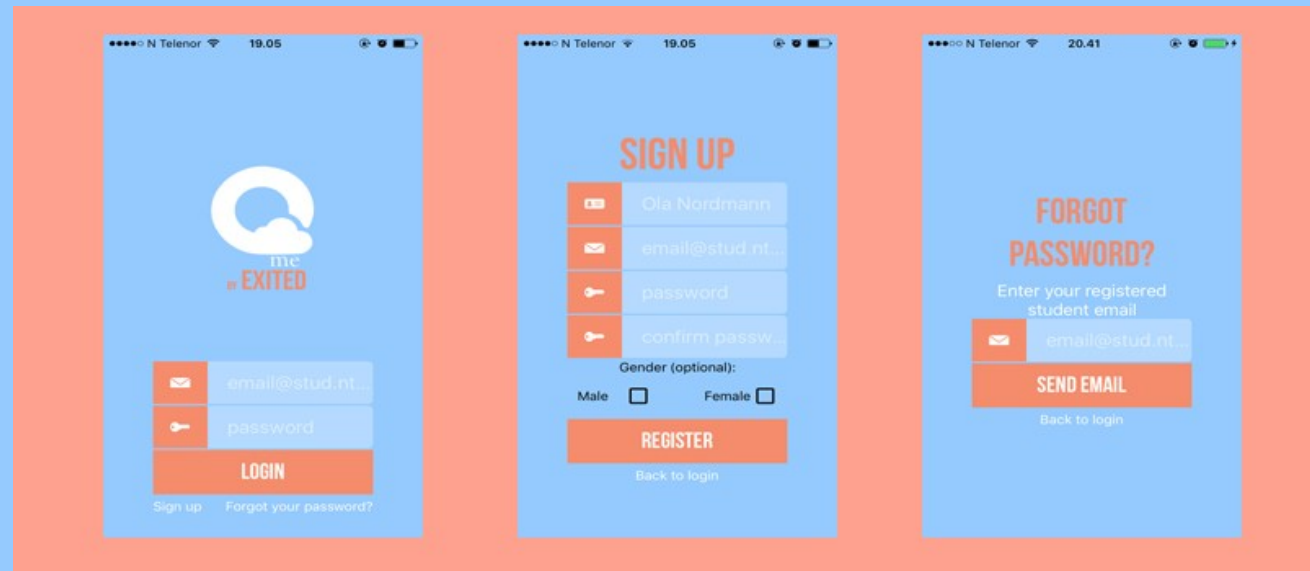 N Telenor 19.05
me
BY EXITED
email@stud.nt...
password
LOGIN
Sign up Forgot your password?
N Telenor 19.05
SIGN UP
Ola Nordmann
email@stud.nt...
password
confirm passw...
Gender (optional):
Male Female
REGISTER
Back to login
N Telenor 20.41
FORGOT
PASSWORD?
Enter your registered
student email
email@stud.nt...
SEND EMAIL
Back to login